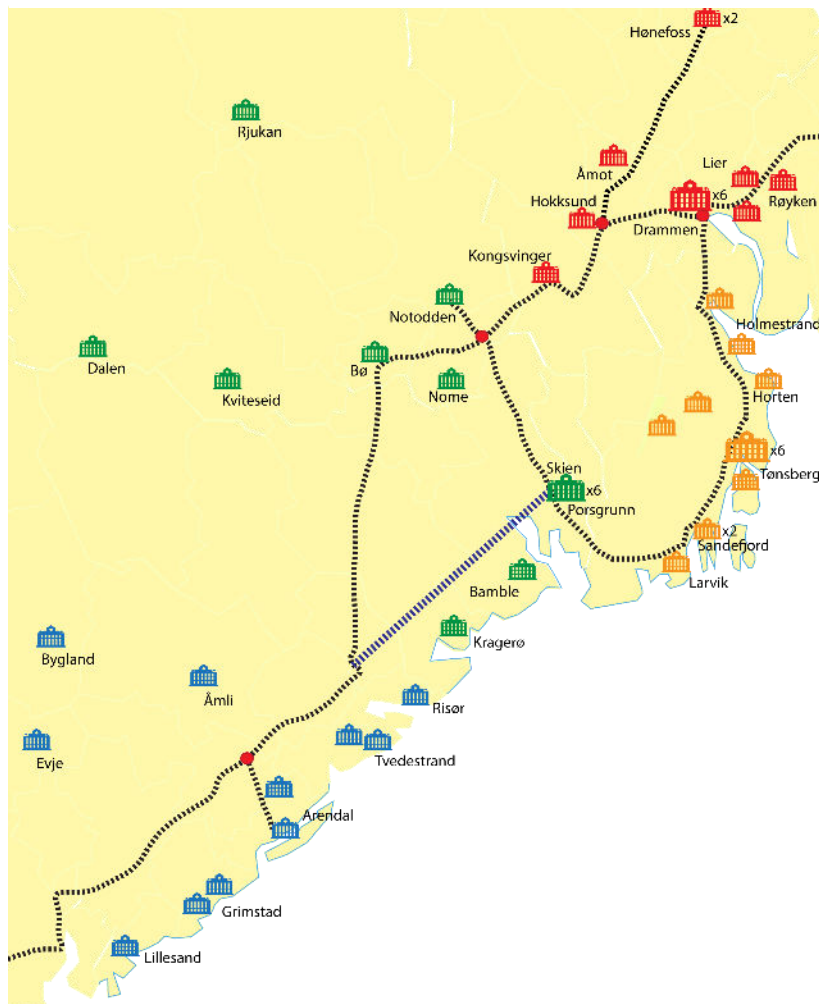 x2
Hønefoss
Rjukan
Åmot
Lier
x6
Røyken
Hokksund
Drammen
Kongsvinger
Notodden
Holmestrand
Dalen
Bø
Kviteseid
Nome
Horten
x6
Tønsberg
Skien
x6
Porsgrunn
x2
Sandefjord
Larvik
Bamble
Kragerø
Bygland
Åmli
Risør
Evje
Tvedestrand
Arendal
Grimstad
Lillesand